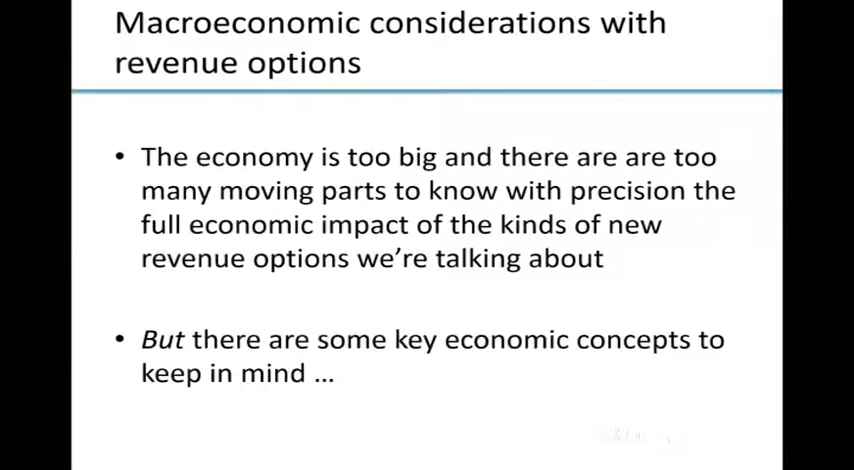 Macroeconomic considerations with
revenue options
• The economy is too big and there are are too
many moving parts to know with precision the
full economic impact of the kinds of new
revenue options we’re talking about
• But there are some key economic concepts to
keep in mind ...